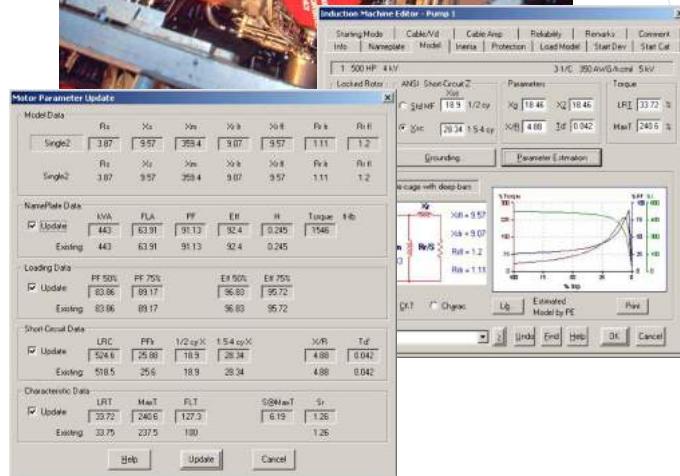 Induction Machine Editor - Pump 1
Starting Mode Cable/Vd Cable Amp Reliability Remarks Comment
Info Nameplate Model Inertia Protection Load Model Start Dev Start Cat
1 500 HP 4 kV 3-1/C 350 AWG/kcmil 5 kV
Locked Rotor ANSI Short-Circuit Z Parameters Torque
Xsc
Std MF 18.9 1/2 cy Xo 18.46 X2 18.46 LRT 33.72 %
Xsc 28.34 1.5-4 cy X/R 4.88 Td' 0.042 MaxT 240.6 %
Grounding... Parameter Estimation
cage with deep bars
Xr
Rr/S
Xrfl = 9.57
Xrlr = 9.07
Rrfl = 1.2
Rrlr = 1.11
% Torque %PF %I
% Slip
CKT Charac. Lib... Estimated Model by PE Print
Undo Find Help OK Cancel
Motor Parameter Update
Model Data
Rs Xs Xm Xr lr Xr fl Rr lr Rr fl
Single2 3.87 9.57 359.4 9.07 9.57 1.11 1.2
Rs Xs Xm Xr lr Xr fl Rr lr Rr fl
Single2 3.87 9.57 359.4 9.07 9.57 1.11 1.2
NamePlate Data
kVA FLA PF Eff H Torque ft-lb
Update 443 63.91 91.13 92.4 0.245 1546
Existing 443 63.91 91.13 92.4 0.245
Loading Data
PF 50% PF 75% Eff 50% Eff 75%
Update 83.86 89.17 96.83 95.72
Existing 83.86 89.17 96.83 95.72
Short-Circuit Data
LRC PFlr 1/2 cy X 1.5-4 cy X X/R Td'
Update 524.6 25.88 18.9 28.34 4.88 0.042
Existing 518.5 25.6 18.9 28.34 4.88 0.042
Characteristic Data
LRT MaxT FLT S@MaxT Sr
Update 33.72 240.6 127.3 6.19 1.26
Existing 33.75 237.5 100 1.26
Help Update Cancel